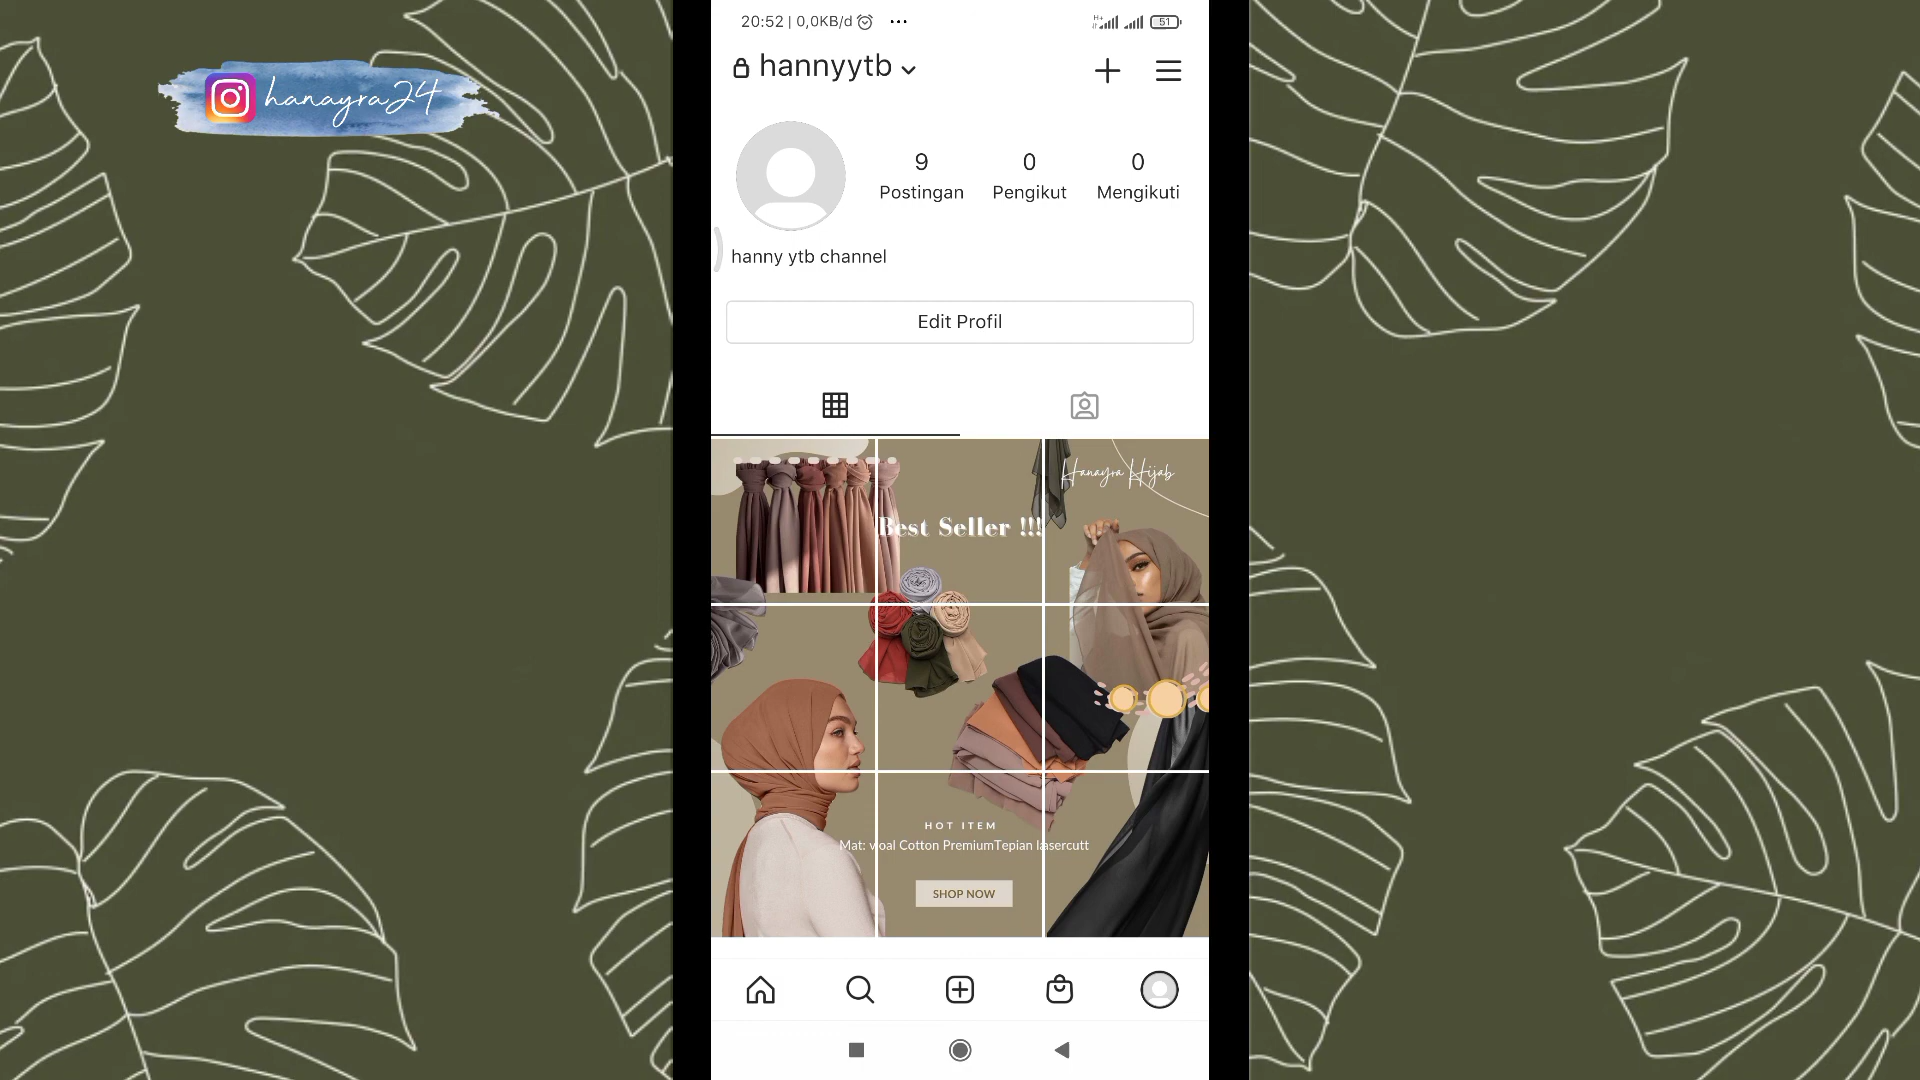 20:52 | 0,0KB/d
51
hanayra24
hannyytb
9 0 0
Postingan Pengikut Mengikuti
hanny ytb channel
Edit Profil
Hanayra Hijab
Best Seller !!!
HOT ITEM
Mat: voal Cotton PremiumTepian lasercutt
SHOP NOW